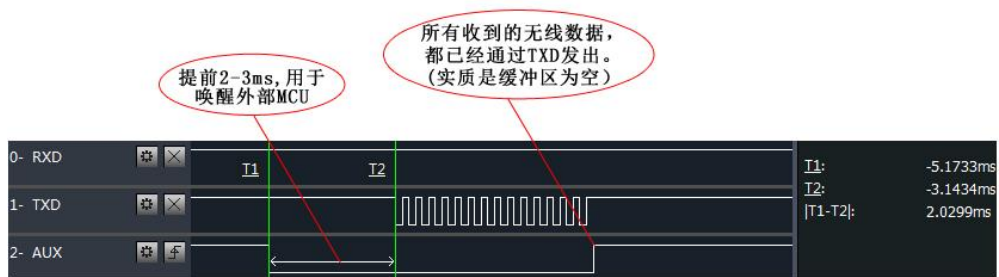 所有收到的无线数据，
都已经通过TXD发出。
(实质是缓冲区为空)
提前2-3ms,用于
唤醒外部MCU
0- RXD
T1
T2
1- TXD
2- AUX
T1: -5.1733ms
T2: -3.1434ms
|T1-T2|: 2.0299ms